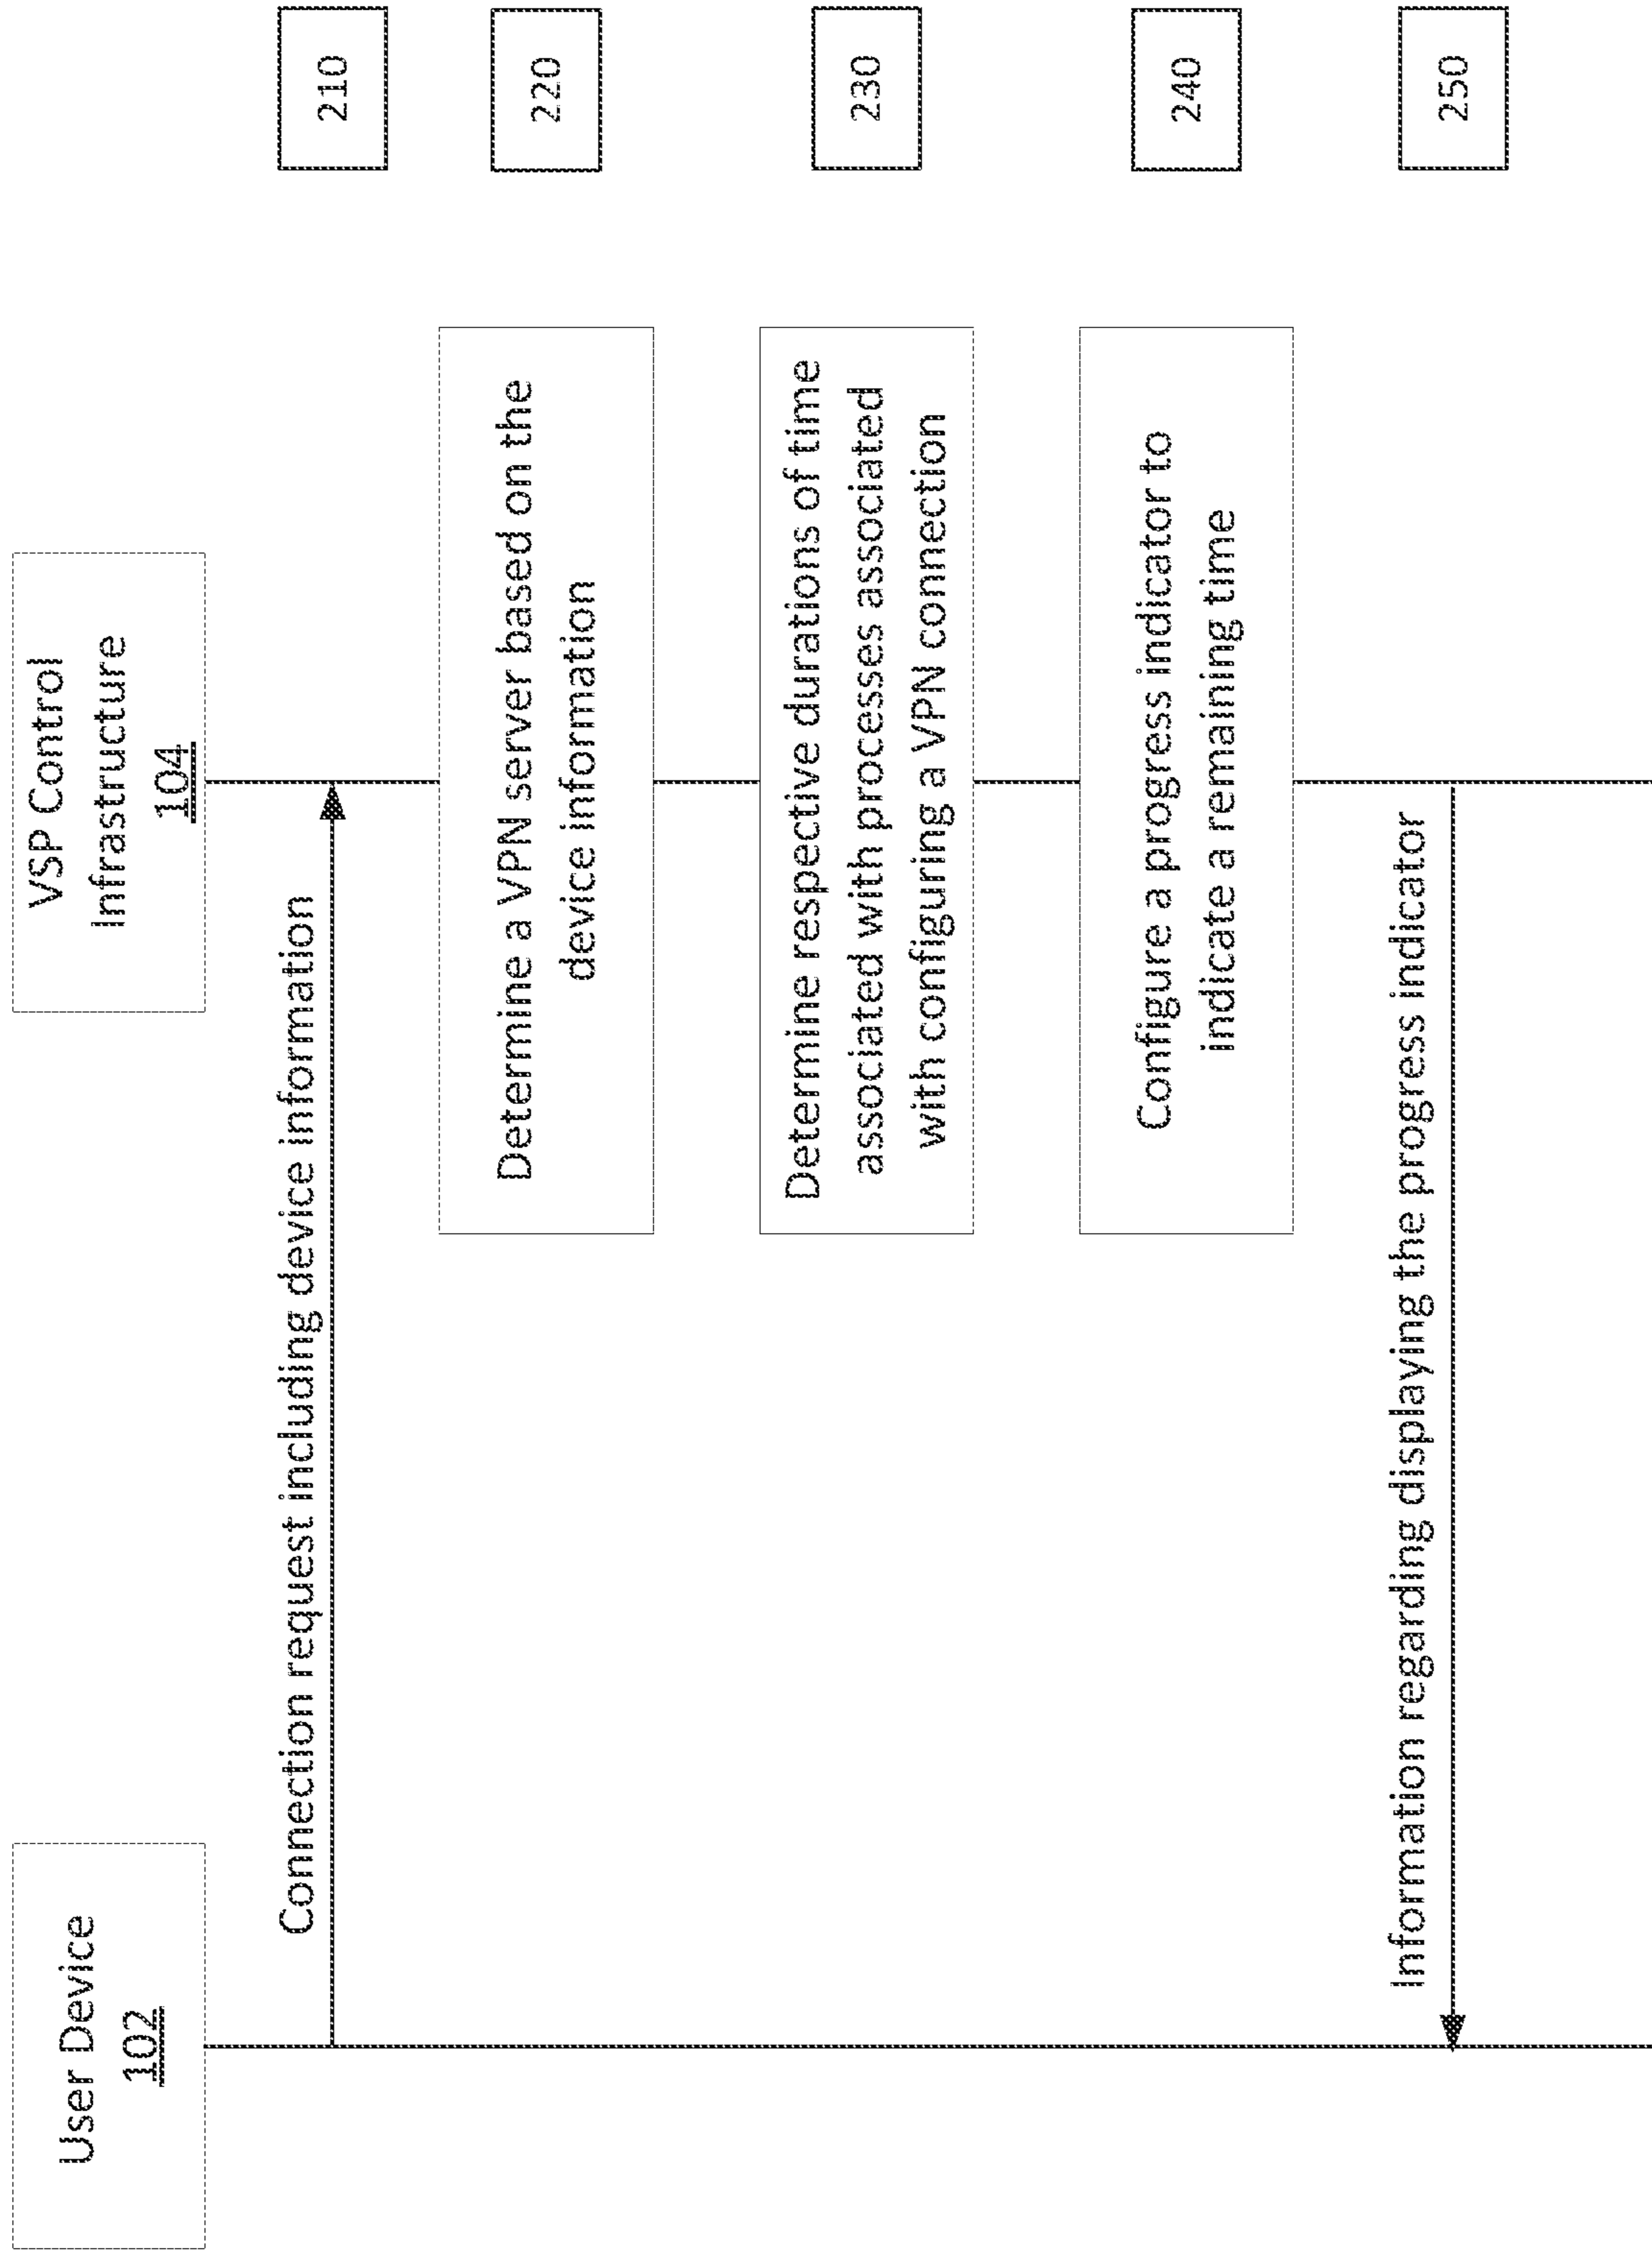 User Device
102
VSP Control
Infrastructure
104
Connection request including device information
210
Determine a VPN server based on the
device information
220
Determine respective durations of time
associated with processes associated
with configuring a VPN connection
230
Configure a progress indicator to
indicate a remaining time
240
Information regarding displaying the progress indicator
250